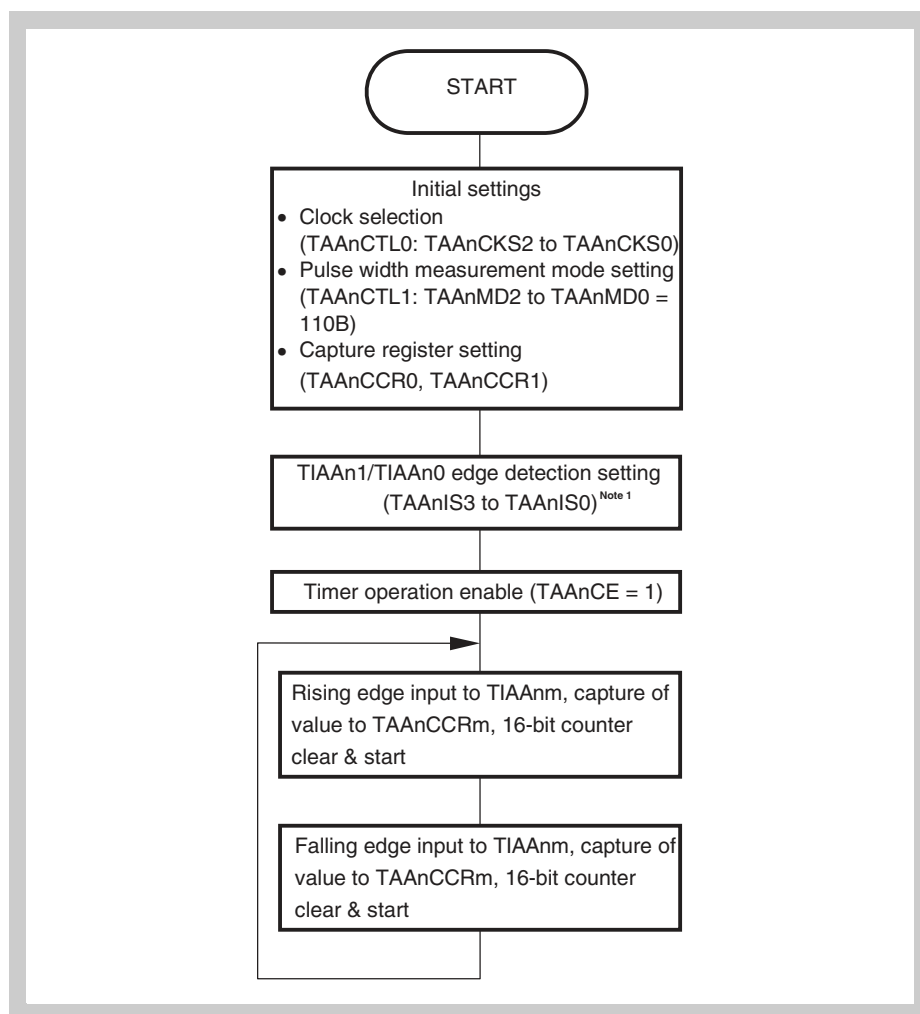 START
Initial settings
• Clock selection
(TAAnCTL0: TAAnCKS2 to TAAnCKS0)
• Pulse width measurement mode setting
(TAAnCTL1: TAAnMD2 to TAAnMD0 =
110B)
• Capture register setting
(TAAnCCR0, TAAnCCR1)
TIAAn1/TIAAn0 edge detection setting
(TAAnIS3 to TAAnIS0) Note 1
Timer operation enable (TAAnCE = 1)
Rising edge input to TIAAnm, capture of
value to TAAnCCRm, 16-bit counter
clear & start
Falling edge input to TIAAnm, capture of
value to TAAnCCRm, 16-bit counter
clear & start